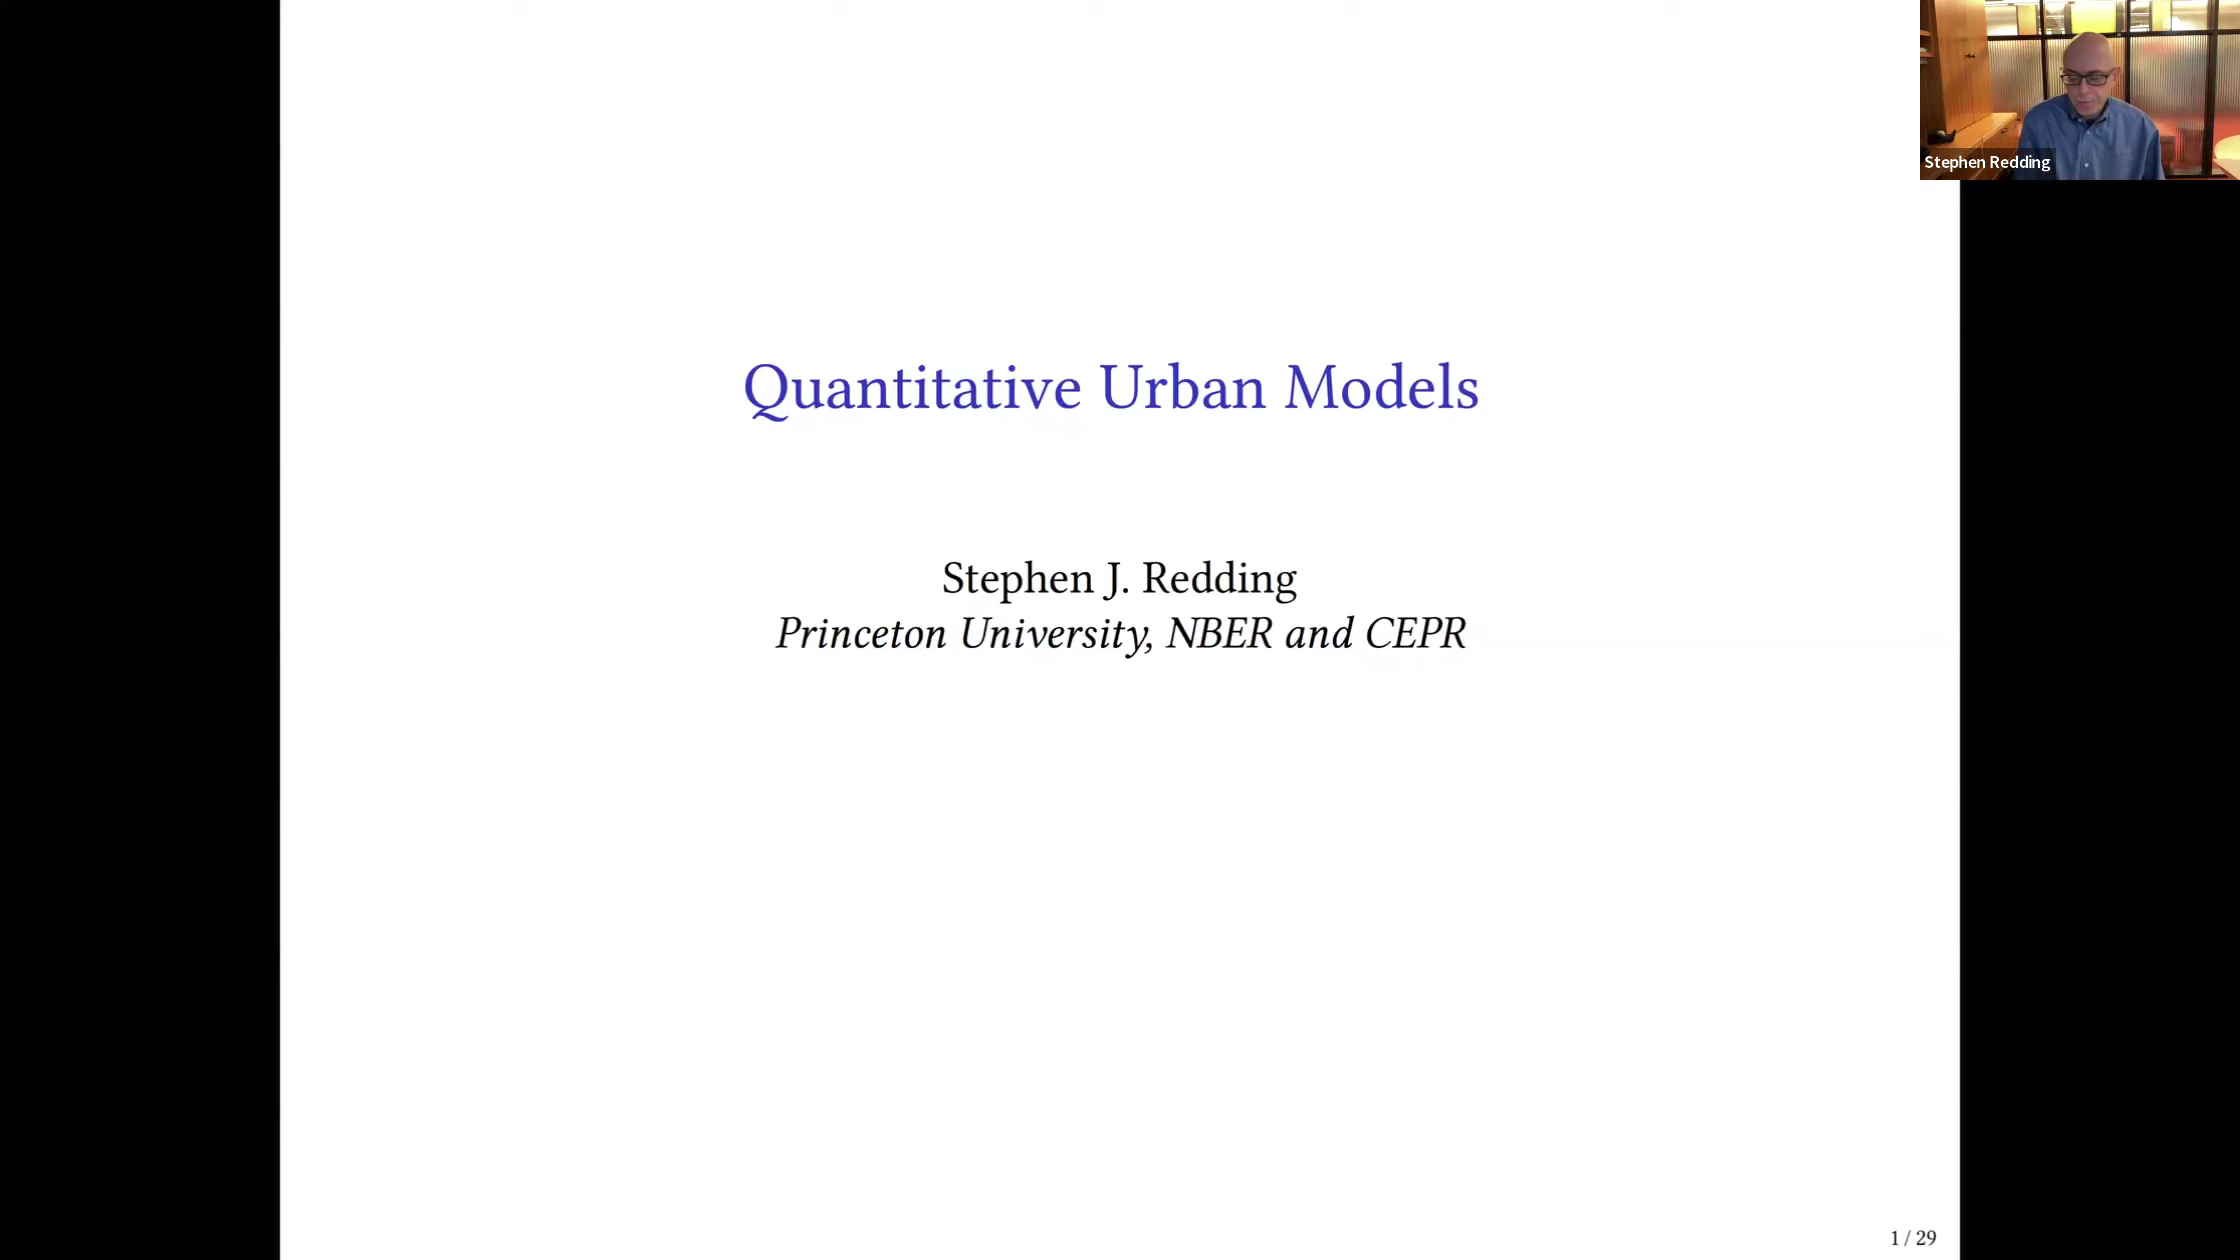 Quantitative Urban Models
Stephen J. Redding
Princeton University, NBER and CEPR
Stephen Redding
1 / 29